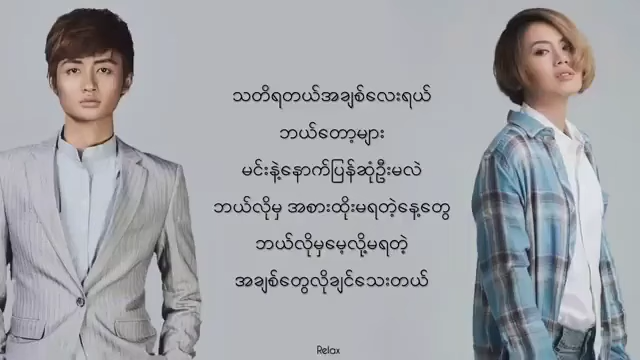 သတိရတယ်အချစ်လေးရယ်
ဘယ်တော့များ
မင်းနဲ့နောက်ပြန်ဆုံဦးမလဲ
ဘယ်လိုမှ အစားထိုးမရတဲ့နေ့တွေ
ဘယ်လိုမှမေ့လို့မရတဲ့
အချစ်တွေလိုချင်သေးတယ်
Relax